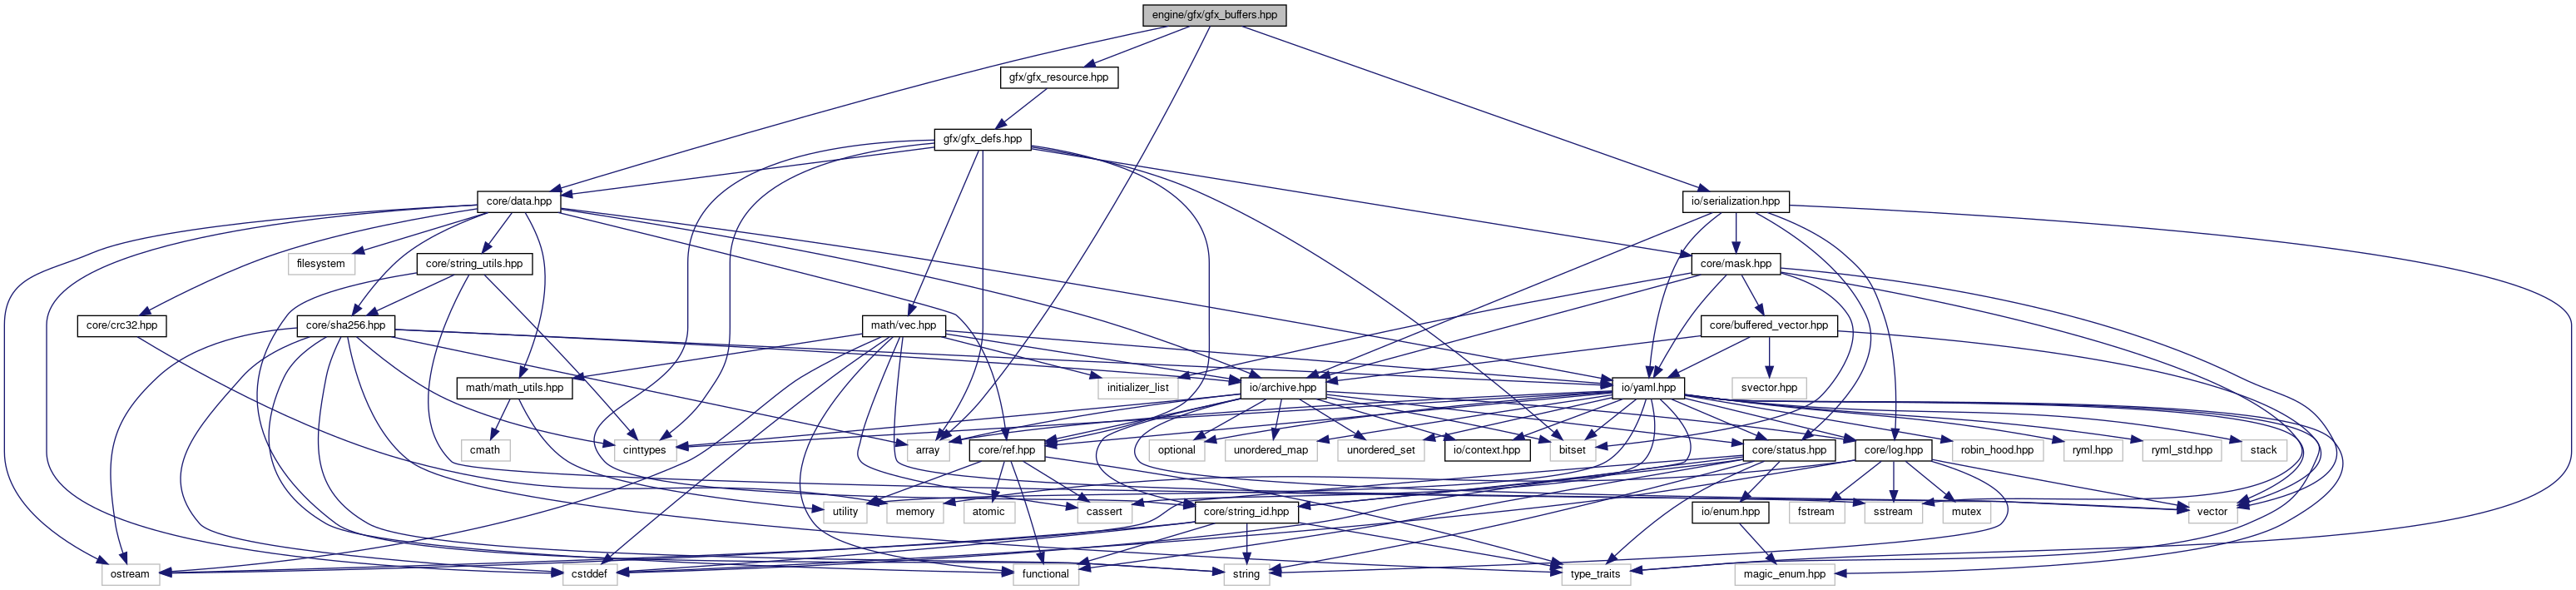 engine/gfx/gfx_buffers.hpp
gfx/gfx_resource.hpp
gfx/gfx_defs.hpp
core/data.hpp
io/serialization.hpp
filesystem
core/string_utils.hpp
core/mask.hpp
core/crc32.hpp
core/sha256.hpp
math/vec.hpp
core/buffered_vector.hpp
math/math_utils.hpp
initializer_list
io/archive.hpp
io/yaml.hpp
svector.hpp
cmath
cinttypes
array
core/ref.hpp
optional
unordered_map
unordered_set
io/context.hpp
bitset
core/status.hpp
core/log.hpp
robin_hood.hpp
ryml.hpp
ryml_std.hpp
stack
utility
memory
atomic
cassert
core/string_id.hpp
io/enum.hpp
fstream
sstream
mutex
vector
ostream
cstddef
functional
string
type_traits
magic_enum.hpp